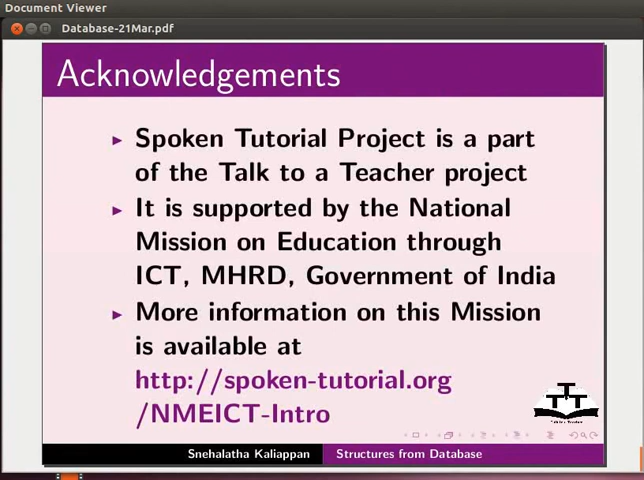 Document Viewer
Database-21Mar.pdf
Acknowledgements
Spoken Tutorial Project is a part
of the Talk to a Teacher project
It is supported by the National
Mission on Education through
ICT, MHRD, Government of India
More information on this Mission
is available at
http://spoken-tutorial.org
/NMEICT-Intro
TTT
Snehalatha Kaliappan Structures from Database